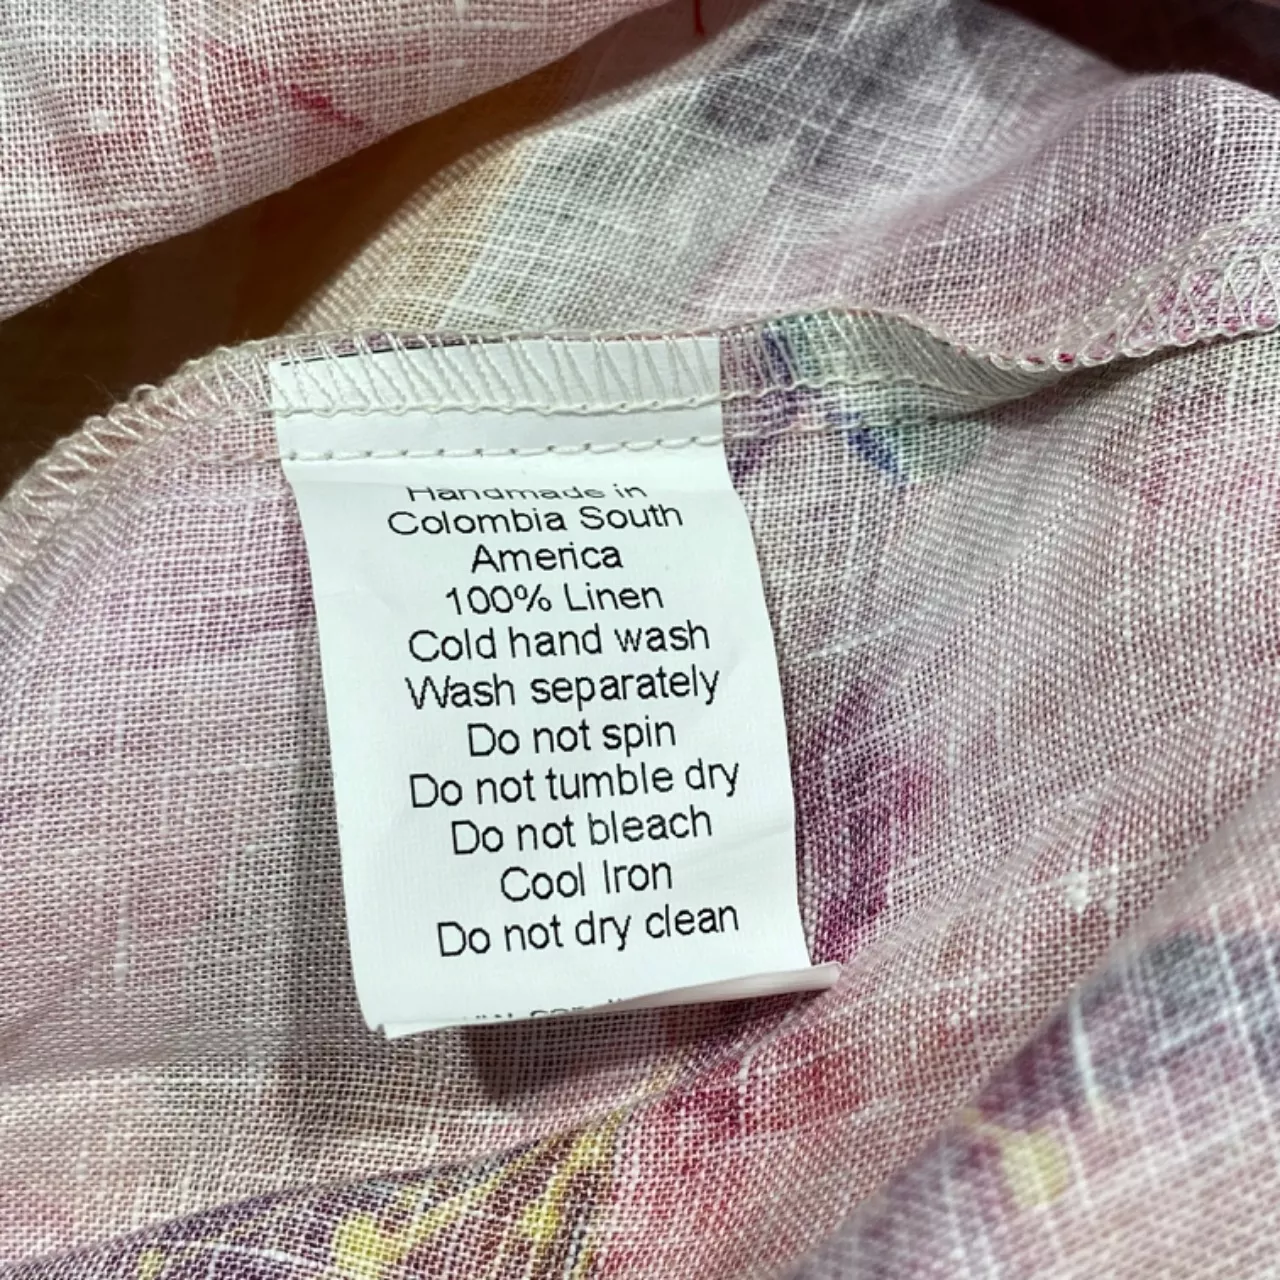 Handmade in
Colombia South
America
100% Linen
Cold hand wash
Wash separately
Do not spin
Do not tumble dry
Do not bleach
Cool Iron
Do not dry clean